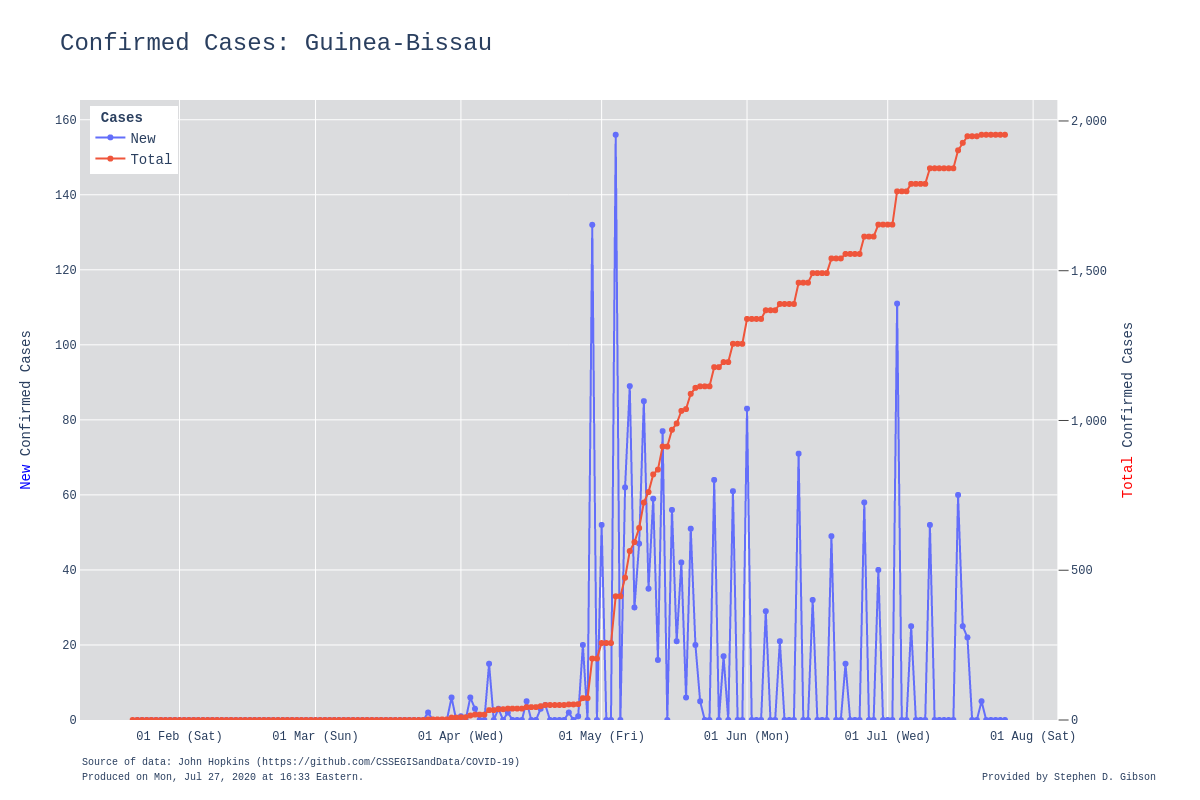 Confirmed Cases: Guinea-Bissau
Cases
New
Total
160
140
120
100
80
60
40
20
0
2,000
1,500
1,000
500
0
New Confirmed Cases
Total Confirmed Cases
01 Feb (Sat)
01 Mar (Sun)
01 Apr (Wed)
01 May (Fri)
01 Jun (Mon)
01 Jul (Wed)
01 Aug (Sat)
Source of data: John Hopkins (https://github.com/CSSEGISandData/COVID-19)
Produced on Mon, Jul 27, 2020 at 16:33 Eastern.
Provided by Stephen D. Gibson